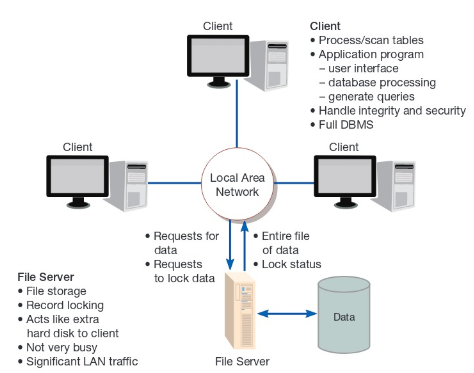 Client
Client
• Process/scan tables
• Application program
– user interface
– database processing
– generate queries
• Handle integrity and security
• Full DBMS
Client
Client
Local Area
Network
• Requests for
data
• Requests
to lock data
• Entire file
of data
• Lock status
File Server
• File storage
• Record locking
• Acts like extra
hard disk to client
• Not very busy
• Significant LAN traffic
Data
File Server